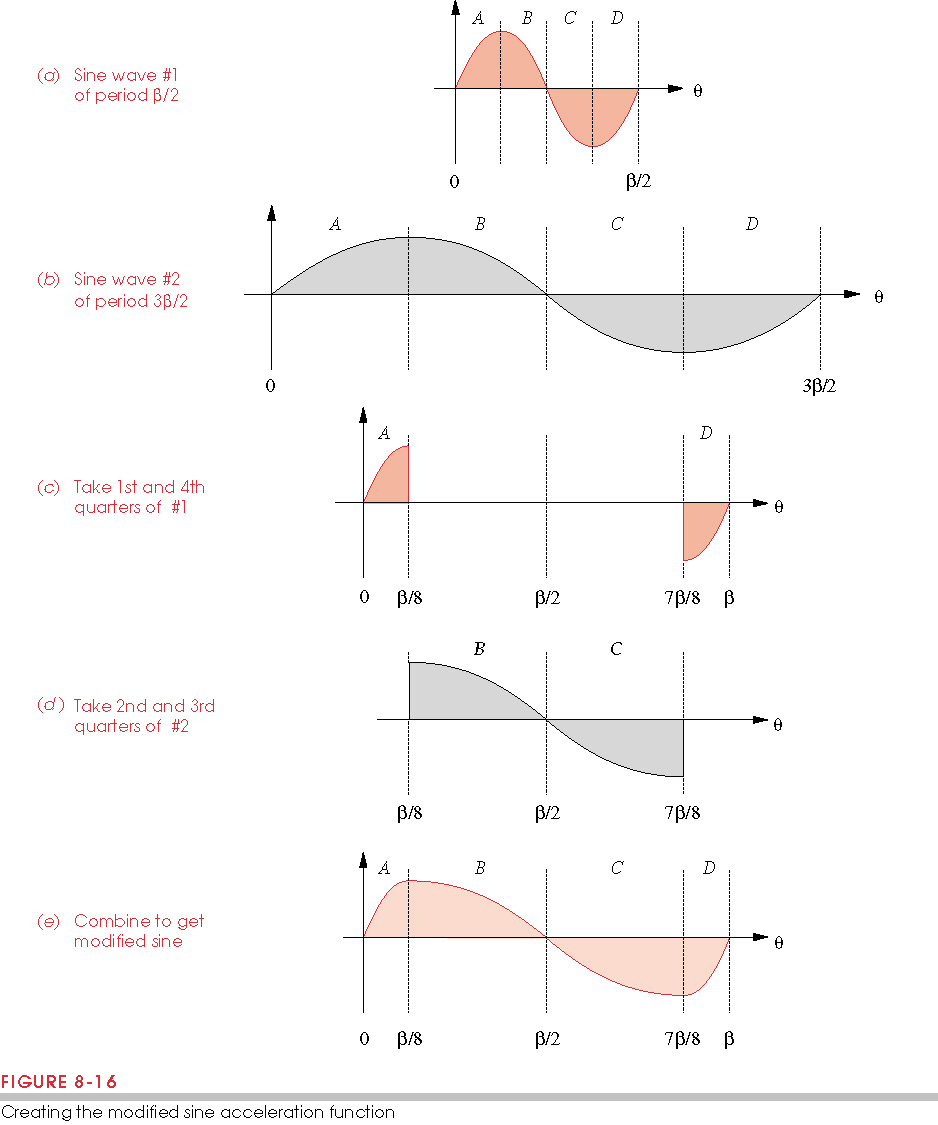 A B C D
(a) Sine wave #1
of period β/2
θ
0 β/2
A B C D
(b) Sine wave #2
of period 3β/2
θ
0 3β/2
A D
(c) Take 1st and 4th
quarters of #1
θ
0 β/8 β/2 7β/8 β
B C
(d) Take 2nd and 3rd
quarters of #2
θ
β/8 β/2 7β/8
A B C D
(e) Combine to get
modified sine
θ
0 β/8 β/2 7β/8 β
FIGURE 8-16
Creating the modified sine acceleration function